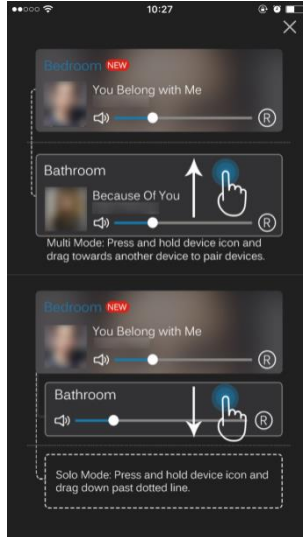 10:27
Bedroom NEW
You Belong with Me
R
Bathroom
Because Of You
R
Multi Mode: Press and hold device icon and
drag towards another device to pair devices.
Bedroom NEW
You Belong with Me
R
Bathroom
R
Solo Mode: Press and hold device icon and
drag down past dotted line.